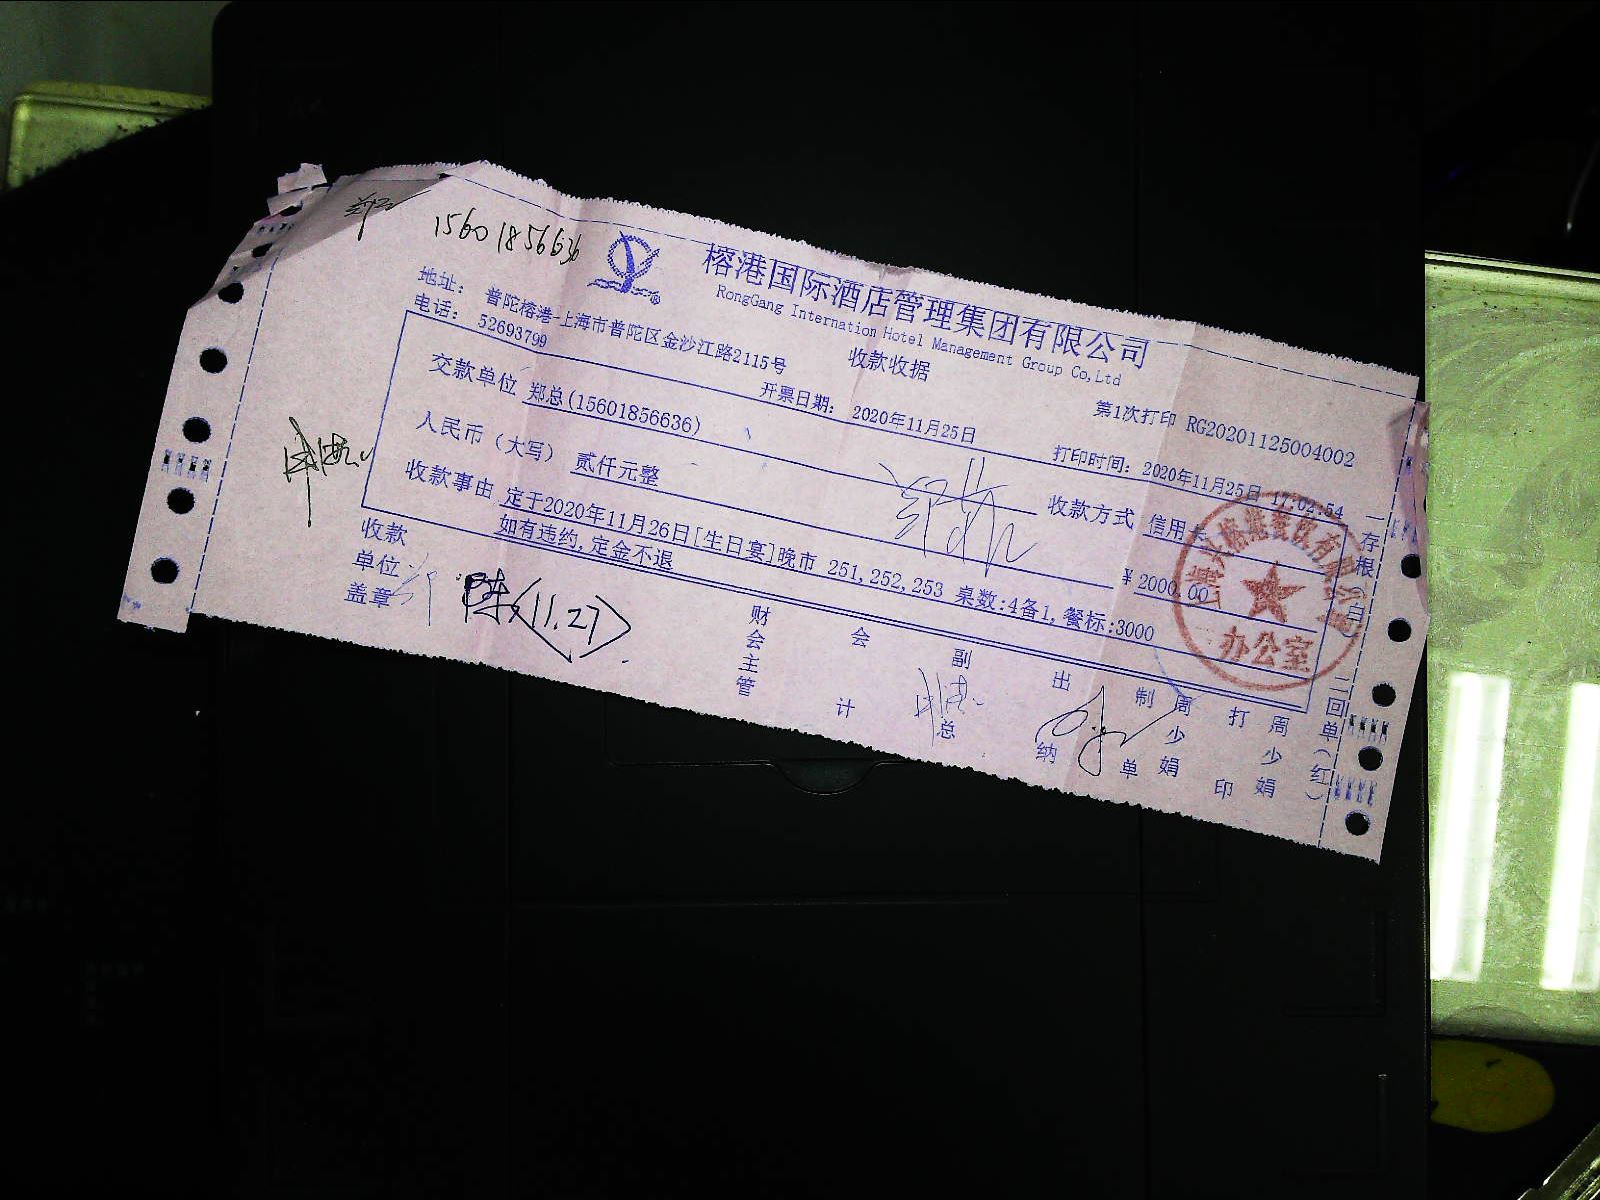 15601856636
榕港国际酒店管理集团有限公司
RongGang Internation Hotel Management Group Co,Ltd
地址： 普陀榕港-上海市普陀区金沙江路2115号
收款收据
第1次打印 RG20201125004002
电话： 52693799
开票日期： 2020年11月25日
打印时间：2020年11月25日 17:02:54
交款单位 郑总(15601856636)
收款方式 信用卡
人民币（大写） 贰仟元整
¥ 2000.00
收款事由 定于2020年11月26日[生日宴]晚市 251,252,253 桌数:4备1,餐标:3000
如有违约,定金不退
收款单位盖章
陈 (11.27)
财会主管
会计
副总
出纳
制单 周少娟
打印 周少娟
一存根（白）
二回单（红）
办公室